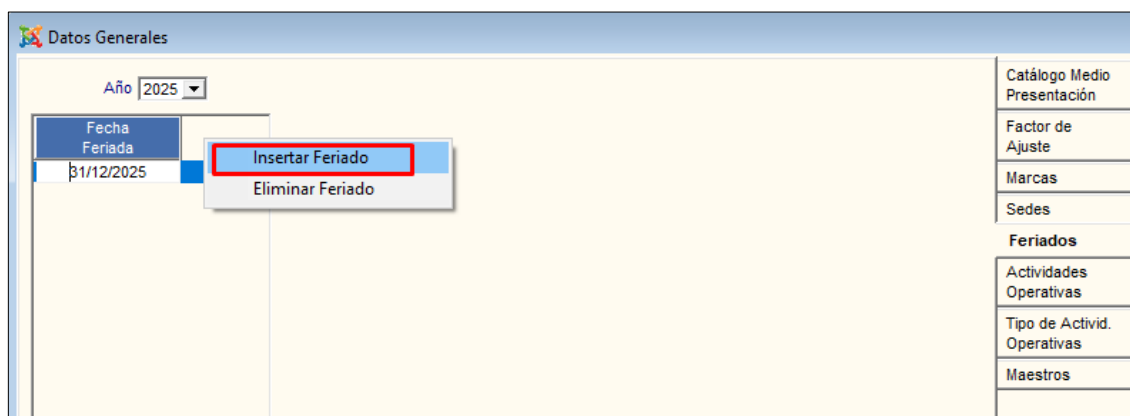 Datos Generales
Año 2025
Fecha
Feriada
31/12/2025
Insertar Feriado
Eliminar Feriado
Catálogo Medio
Presentación
Factor de
Ajuste
Marcas
Sedes
Feriados
Actividades
Operativas
Tipo de Activid.
Operativas
Maestros